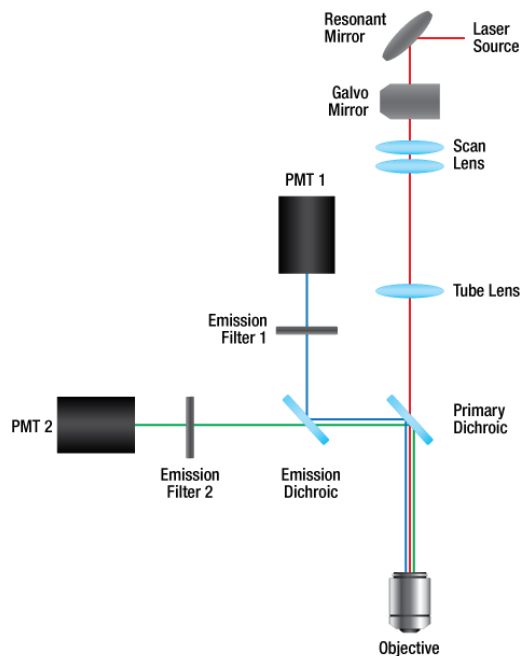 Resonant
Mirror
Laser
Source
Galvo
Mirror
Scan
Lens
PMT 1
Tube Lens
Emission
Filter 1
Primary
Dichroic
PMT 2
Emission
Filter 2
Emission
Dichroic
Objective